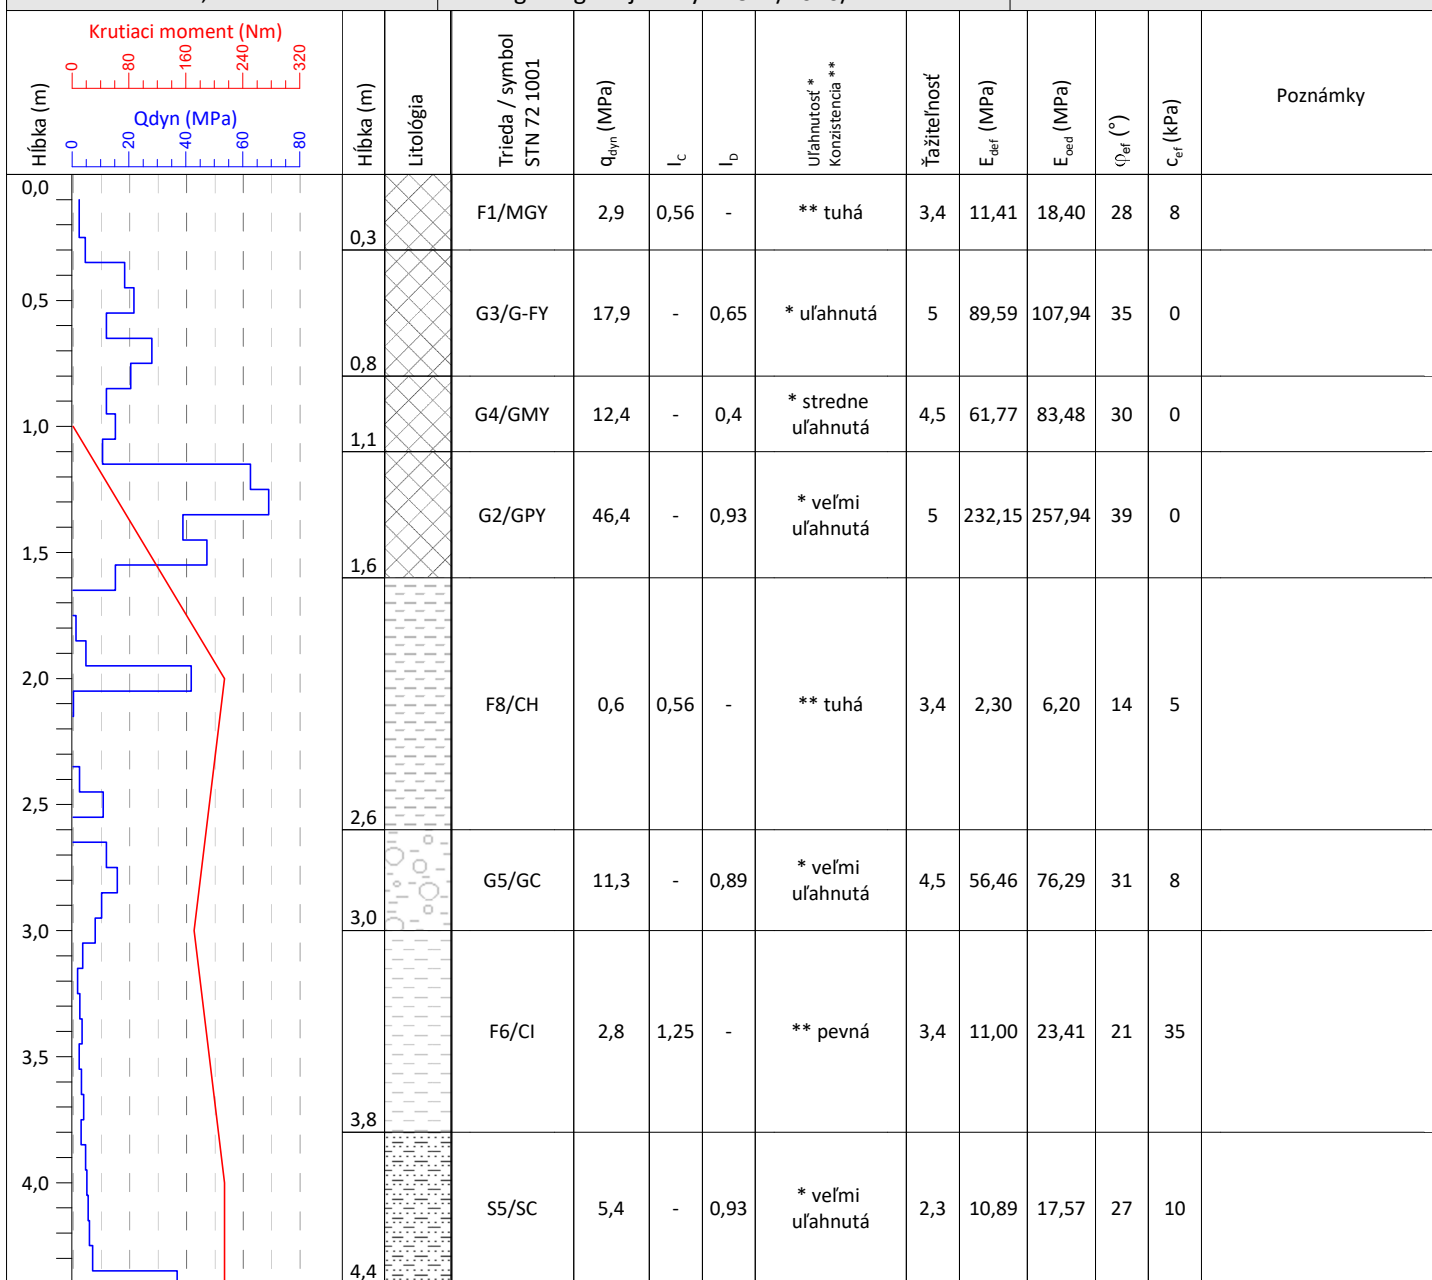 Krutiaci moment (Nm)
0 80 160 240 320
Qdyn (MPa)
0 20 40 60 80
Hĺbka (m)
Hĺbka (m)
Litológia
Trieda / symbol
STN 72 1001
qdyn (MPa)
IC
ID
Uľahnutosť *
Konzistencia **
Ťažiteľnosť
Edef (MPa)
Eoed (MPa)
φef (°)
cef (kPa)
Poznámky
0,0
0,5
1,0
1,5
2,0
2,5
3,0
3,5
4,0
0,3 F1/MGY 2,9 0,56 - ** tuhá 3,4 11,41 18,40 28 8
0,8 G3/G-FY 17,9 - 0,65 * uľahnutá 5 89,59 107,94 35 0
1,1 G4/GMY 12,4 - 0,4 * stredne uľahnutá 4,5 61,77 83,48 30 0
1,6 G2/GPY 46,4 - 0,93 * veľmi uľahnutá 5 232,15 257,94 39 0
2,6 F8/CH 0,6 0,56 - ** tuhá 3,4 2,30 6,20 14 5
3,0 G5/GC 11,3 - 0,89 * veľmi uľahnutá 4,5 56,46 76,29 31 8
3,8 F6/CI 2,8 1,25 - ** pevná 3,4 11,00 23,41 21 35
4,4 S5/SC 5,4 - 0,93 * veľmi uľahnutá 2,3 10,89 17,57 27 10